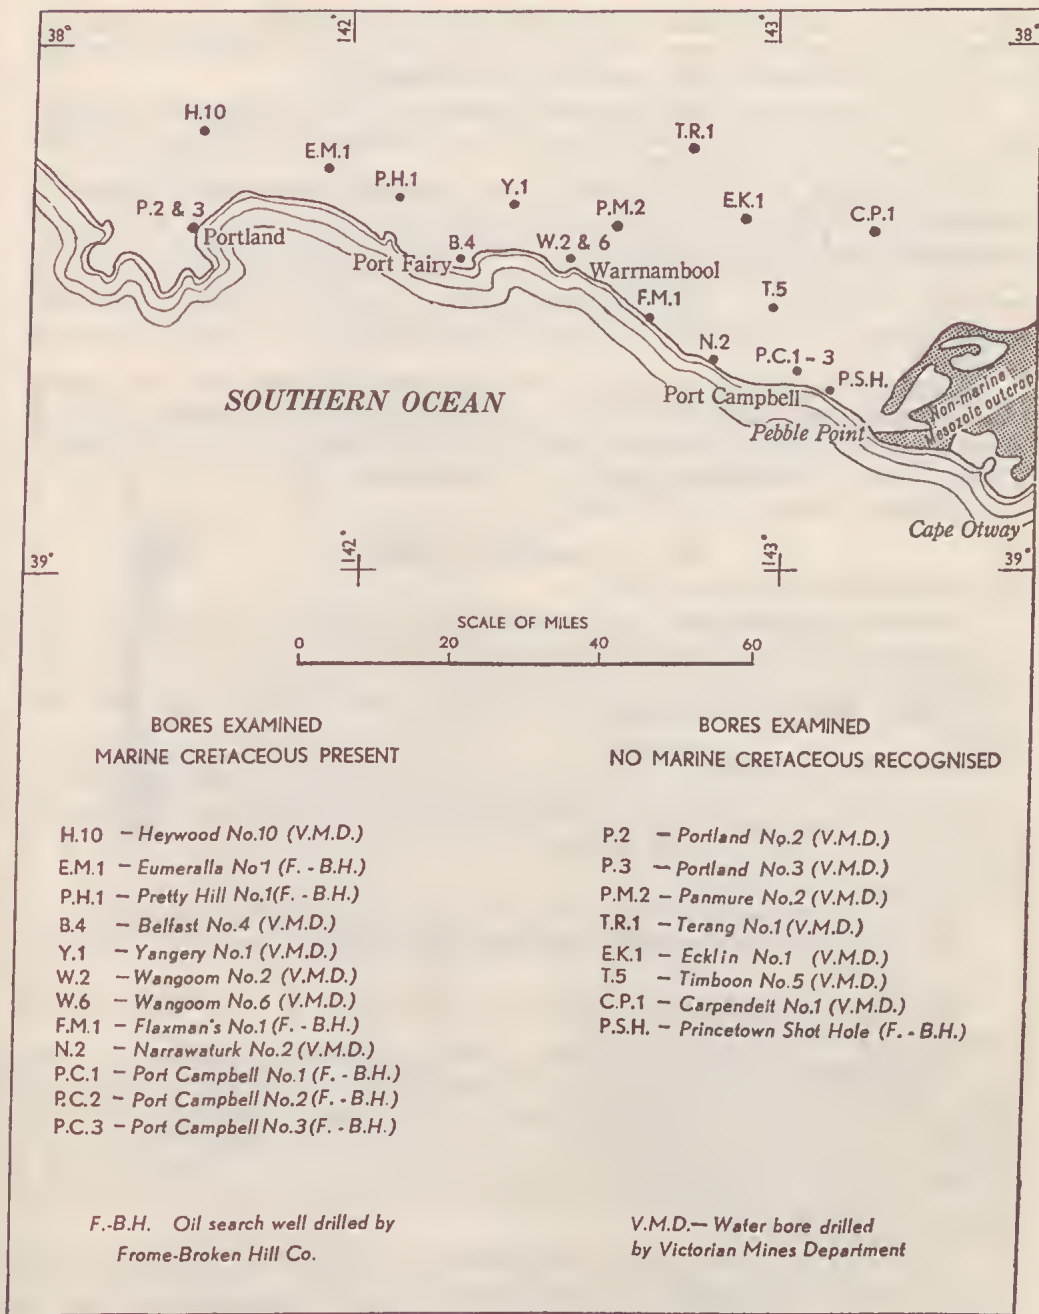 38°
142°
143°
38°
H.10
T.R.1
E.M.1
P.H.1
Y.1
E.K.1
P.2 & 3
P.M.2
C.P.1
Portland
B.4
W.2 & 6
Port Fairy
Warrnambool
F.M.1
T.5
N.2
P.C.1 - 3
P.S.H.
SOUTHERN OCEAN
Port Campbell
Non-marine
Mesozoic outcrop
Pebble Point
Cape Otway
39°
142°
143°
39°
SCALE OF MILES
0 20 40 60
BORES EXAMINED
MARINE CRETACEOUS PRESENT
H.10 – Heywood No.10 (V.M.D.)
E.M.1 – Eumeralla No 1 (F. - B.H.)
P.H.1 – Pretty Hill No.1 (F. - B.H.)
B.4 – Belfast No.4 (V.M.D.)
Y.1 – Yangery No.1 (V.M.D.)
W.2 – Wangoom No.2 (V.M.D.)
W.6 – Wangoom No.6 (V.M.D.)
F.M.1 – Flaxman's No.1 (F. - B.H.)
N.2 – Narrawaturk No.2 (V.M.D.)
P.C.1 – Port Campbell No.1 (F. - B.H.)
P.C.2 – Port Campbell No.2 (F. - B.H.)
P.C.3 – Port Campbell No.3 (F. - B.H.)
BORES EXAMINED
NO MARINE CRETACEOUS RECOGNISED
P.2 – Portland No.2 (V.M.D.)
P.3 – Portland No.3 (V.M.D.)
P.M.2 – Panmure No.2 (V.M.D.)
T.R.1 – Terang No.1 (V.M.D.)
E.K.1 – Ecklin No.1 (V.M.D.)
T.5 – Timboon No.5 (V.M.D.)
C.P.1 – Carpendeit No.1 (V.M.D.)
P.S.H. – Princetown Shot Hole (F. - B.H.)
F.-B.H. Oil search well drilled by
Frome-Broken Hill Co.
V.M.D.— Water bore drilled
by Victorian Mines Department